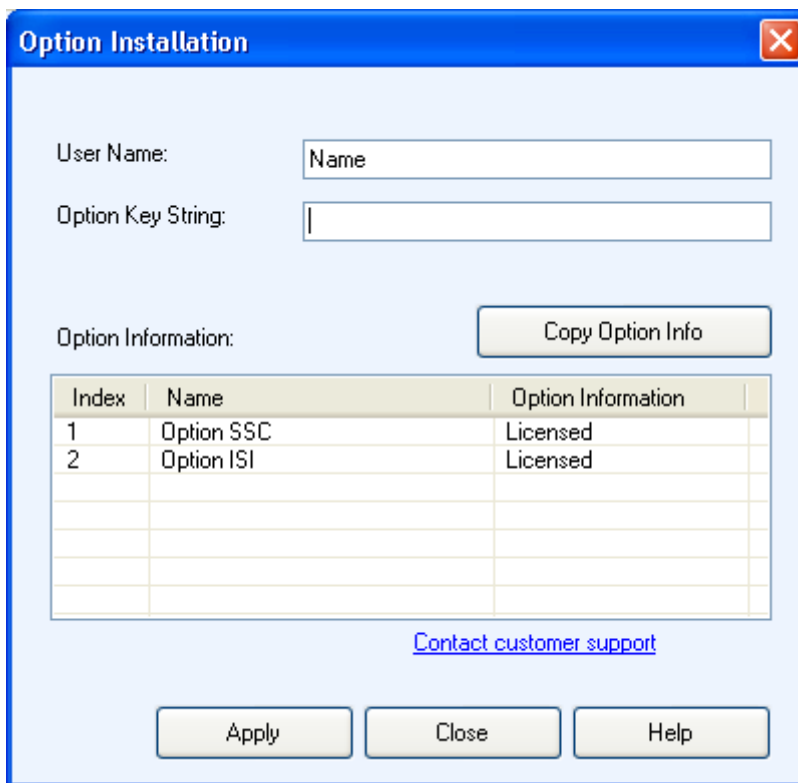 Option Installation
User Name: Name
Option Key String:
Option Information: Copy Option Info
Index Name Option Information
1 Option SSC Licensed
2 Option ISI Licensed
Contact customer support
Apply Close Help